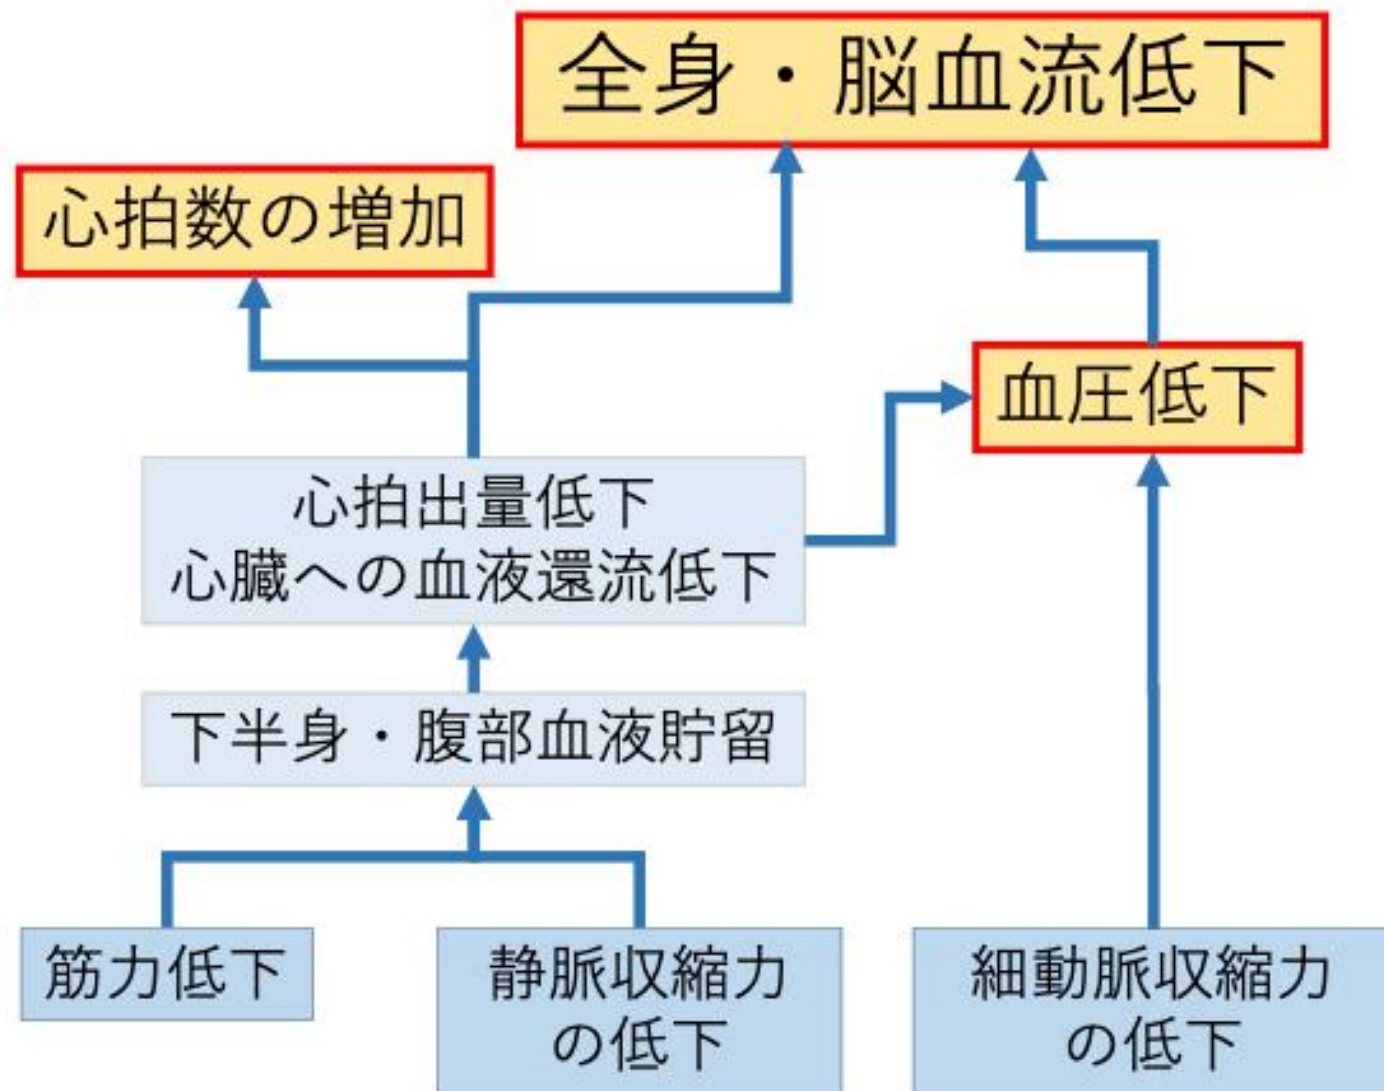 全身・脳血流低下
心拍数の増加
血圧低下
心拍出量低下
心臓への血液還流低下
下半身・腹部血液貯留
筋力低下
静脈収縮力
の低下
細動脈収縮力
の低下